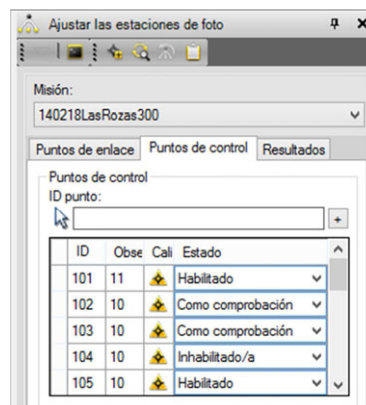 Ajustar las estaciones de foto
Misión:
140218LasRozas300
Puntos de enlace Puntos de control Resultados
Puntos de control
ID punto:
+
ID Obse Cali Estado
101 11 Habilitado
102 10 Como comprobación
103 10 Como comprobación
104 10 Inhabilitado/a
105 10 Habilitado